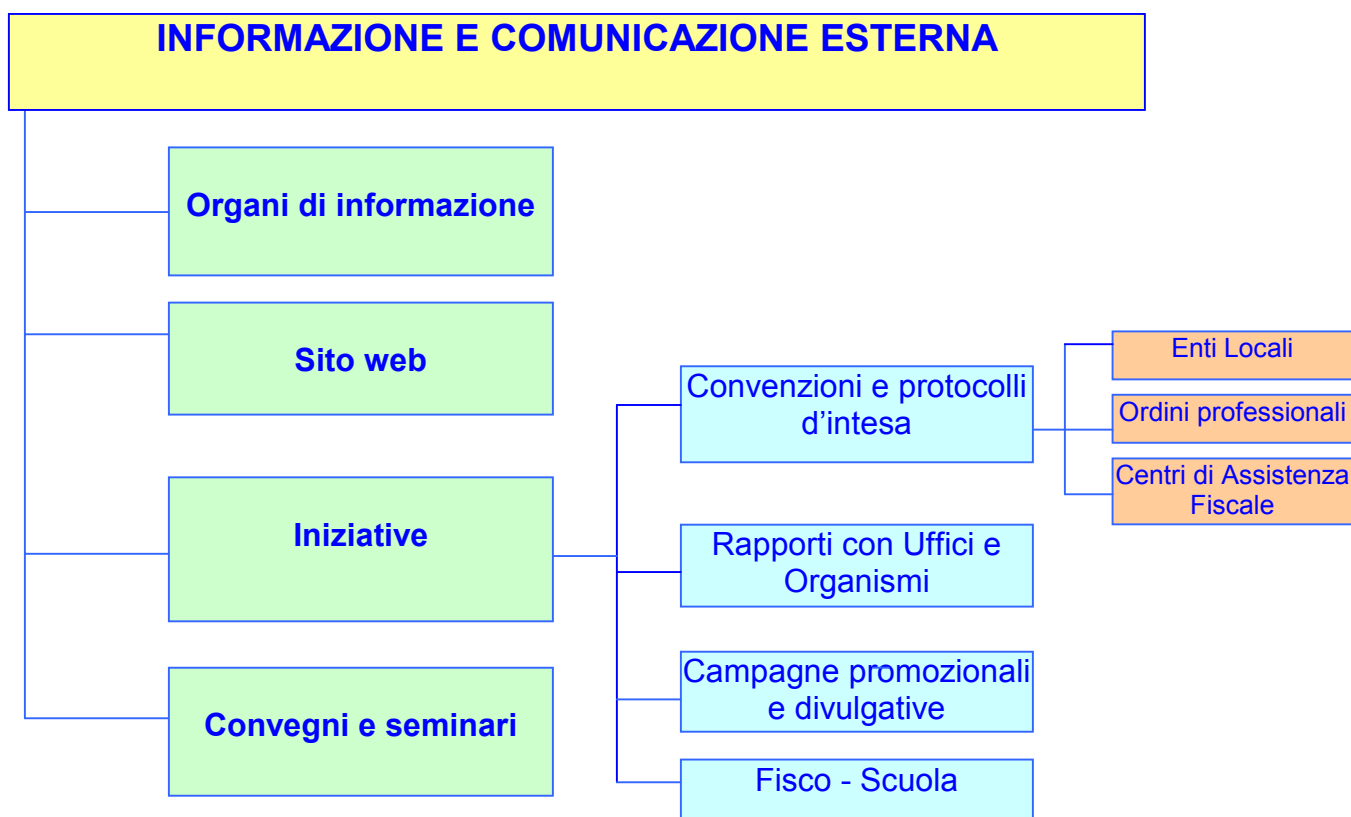 INFORMAZIONE E COMUNICAZIONE ESTERNA
Organi di informazione
Sito web
Iniziative
Convegni e seminari
Convenzioni e protocolli
d’intesa
Rapporti con Uffici e
Organismi
Campagne promozionali
e divulgative
Fisco - Scuola
Enti Locali
Ordini professionali
Centri di Assistenza
Fiscale